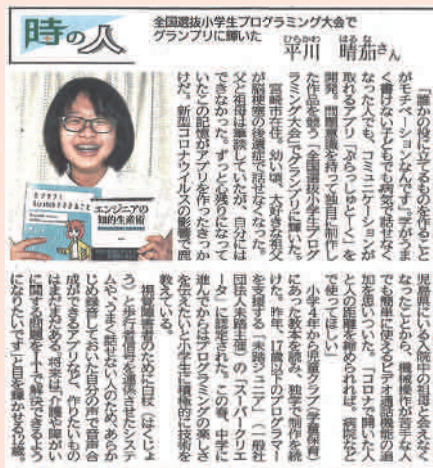 時の人
全国選抜小学生プログラミング大会で
グランプリに輝いた
ひらかわ はるな
平川 晴茄さん
「誰かの役に立てるものを作ること
がモチベーションなんです」。字がうま
く書けない子どもでも病気で話せなく
なった人でも、コミュニケーションが
取れるアプリ「ぷらっしゅとーく」を
開発。問題意識を持って独自に制作し
た作品を競う「全国選抜小学生プログ
ラミング大会」でグランプリに輝いた。
宮崎市在住。幼い頃、大好きな祖父
が脳梗塞の後遺症で話せなくなった。
父と祖母は筆談していたが、自分には
できなかった。ずっと心残りになって
いたこの記憶がアプリを作ったきっか
けだ。新型コロナウイルスの影響で鹿
児島県にいる入院中の祖母と会えなく
なったことから、機械操作が苦手な人
でも簡単に使えるビデオ通話機能の追
加を思いついた。「コロナで開いた人
と人の距離を縮められれば。病院など
で使ってほしい」
小学4年から児童クラブ(学童保育)
にあった教本を読み、独学で制作を続
けた。昨年、17歳以下のプログラマー
を支援する「未踏ジュニア」(一般社
団法人未踏主催)の「スーパークリエ
ータ」に認定された。この春、中学に
進んでからはプログラミングの楽しさ
を伝えたいと小学生に積極的に技術を
教えている。
視覚障害者のために白杖(はくじょ
う)と歩行者信号を連携させたシステ
ムや、うまく話せない人のため、あらか
じめ録音しておいた自分の声で音声合
成ができるアプリなど、作りたいもの
はまだまだある。将来は「介護や障がい
に関する問題をITで解決できるよう
になりたいです」と目を輝かせる12歳。
エンジニアの
知的生産術